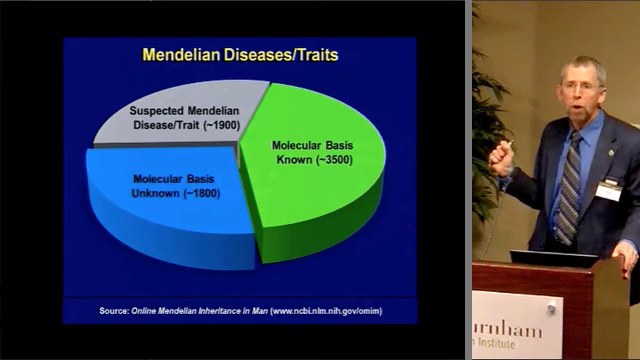 Mendelian Diseases/Traits
Suspected Mendelian
Disease/Trait (~1900)
Molecular Basis
Known (~3500)
Molecular Basis
Unknown (~1800)
Source: Online Mendelian Inheritance in Man (www.ncbi.nlm.nih.gov/omim)
Institute